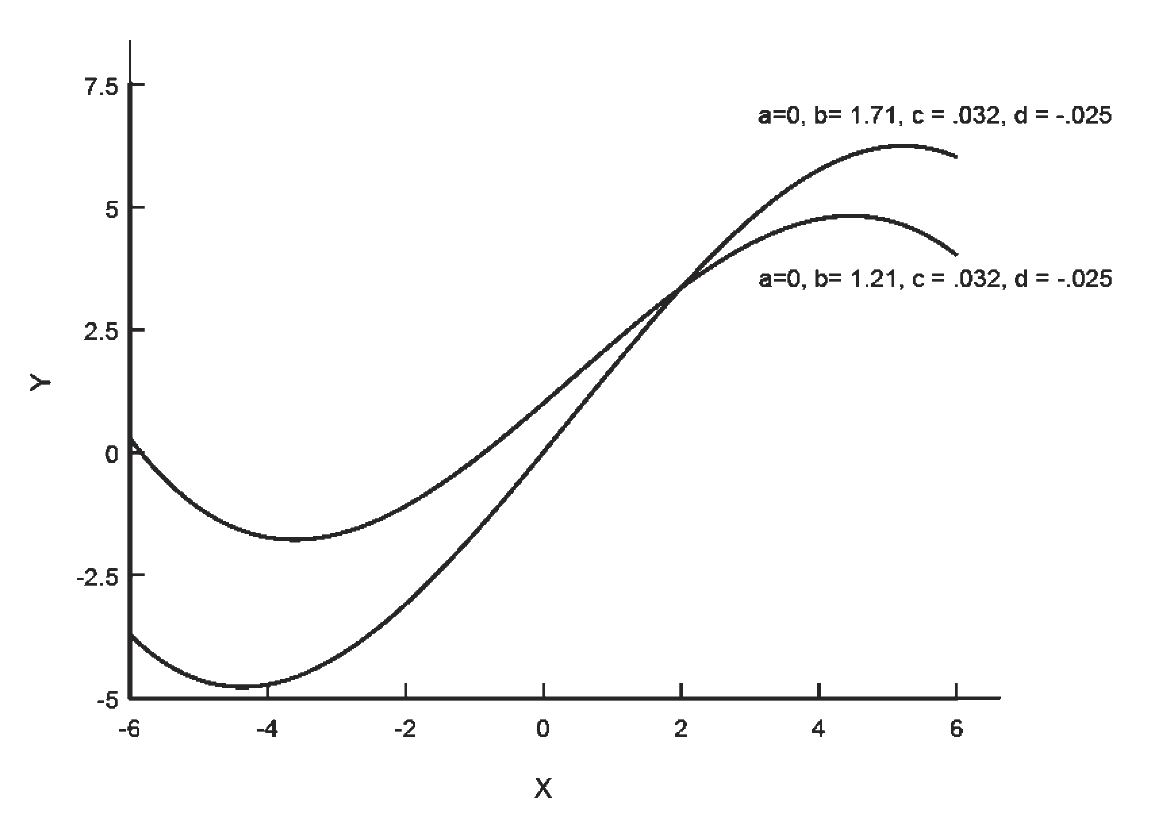 7.5
a=0, b= 1.71, c = .032, d = -.025
5
a=0, b= 1.21, c = .032, d = -.025
2.5
Y
0
-2.5
-5
-6 -4 -2 0 2 4 6
X